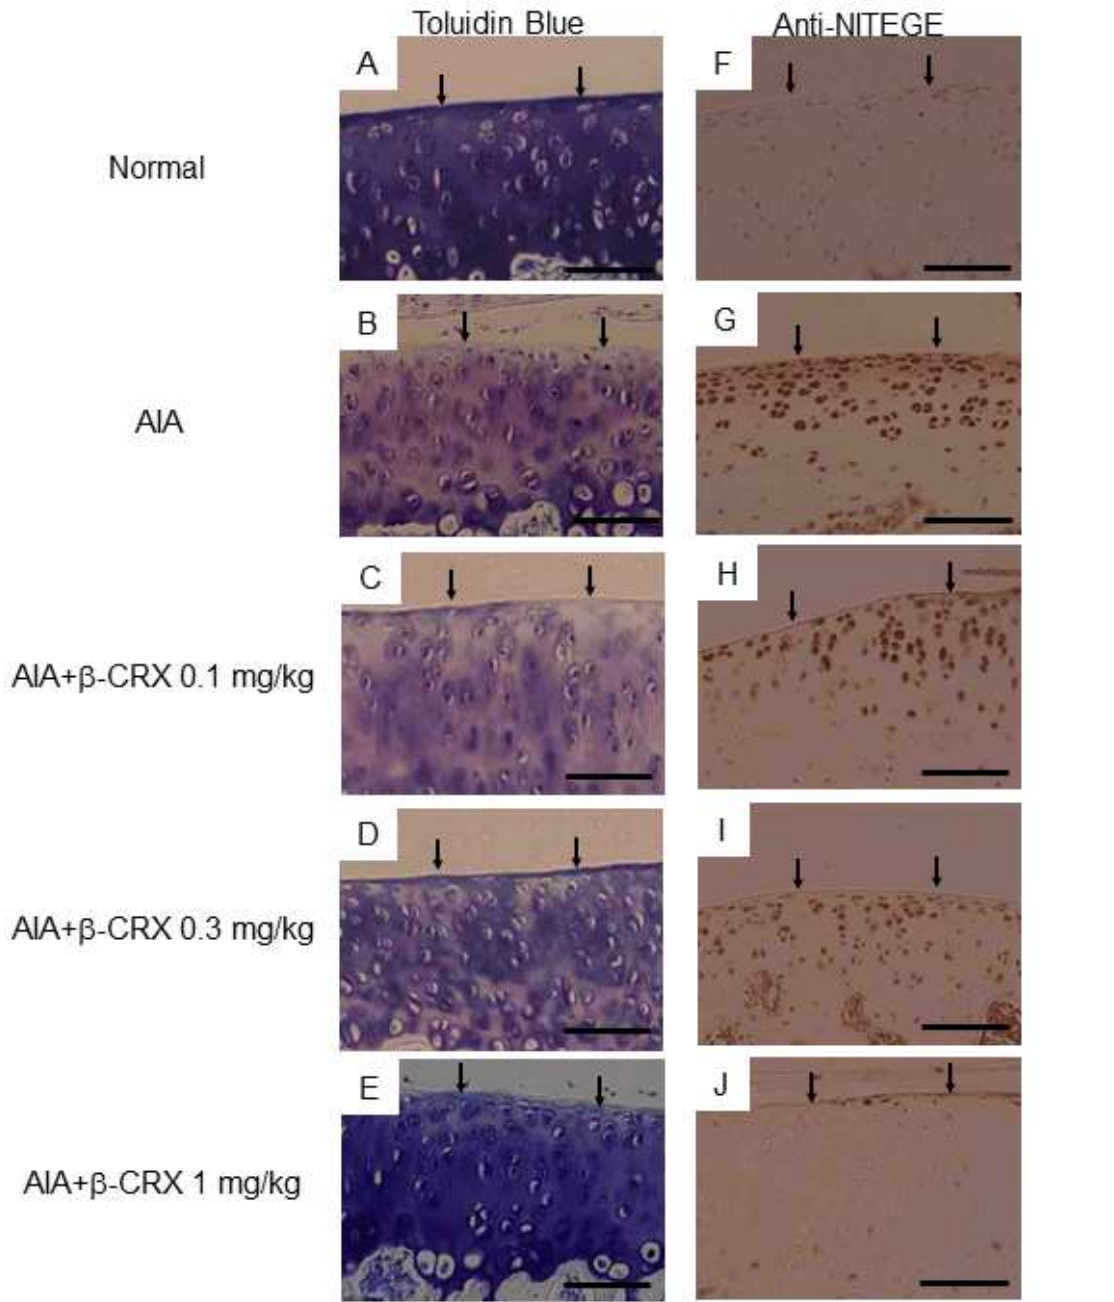 Toluidin Blue Anti-NITEGE
A F
Normal
B G
AIA
C H
AIA+β-CRX 0.1 mg/kg
D I
AIA+β-CRX 0.3 mg/kg
E J
AIA+β-CRX 1 mg/kg